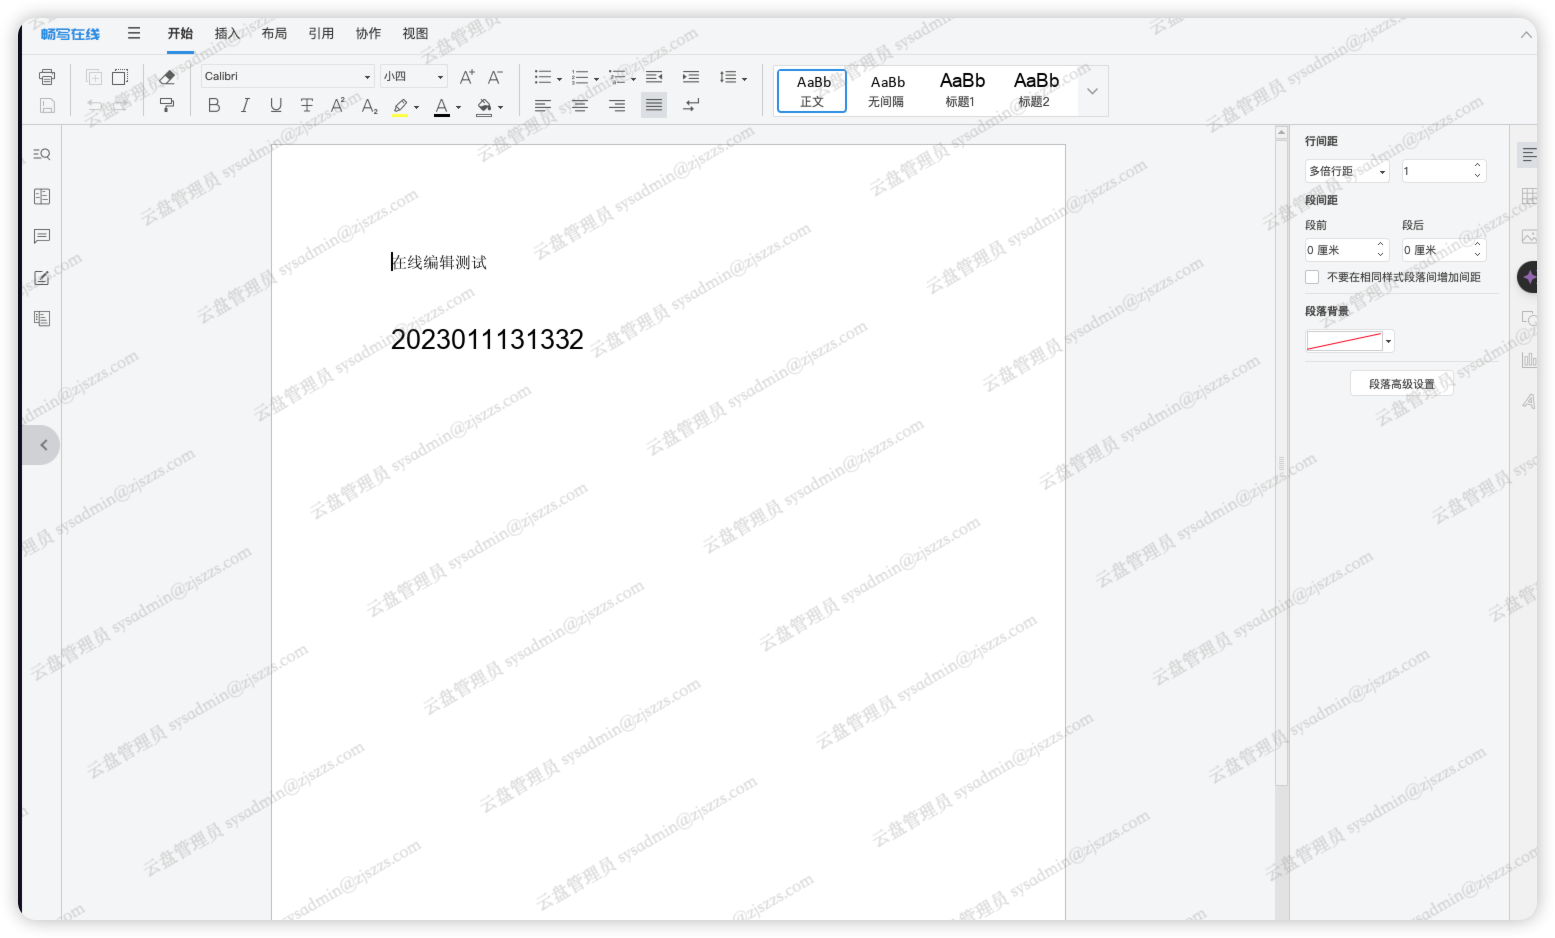 畅写在线
开始 插入 布局 引用 协作 视图
Calibri 小四
AaBb 正文
AaBb 无间隔
AaBb 标题1
AaBb 标题2
在线编辑测试
2023011131332
行间距
多倍行距 1
段间距
段前 段后
0 厘米 0 厘米
不要在相同样式段落间增加间距
段落背景
段落高级设置
云盘管理员 sysadmin@zjszzs.com